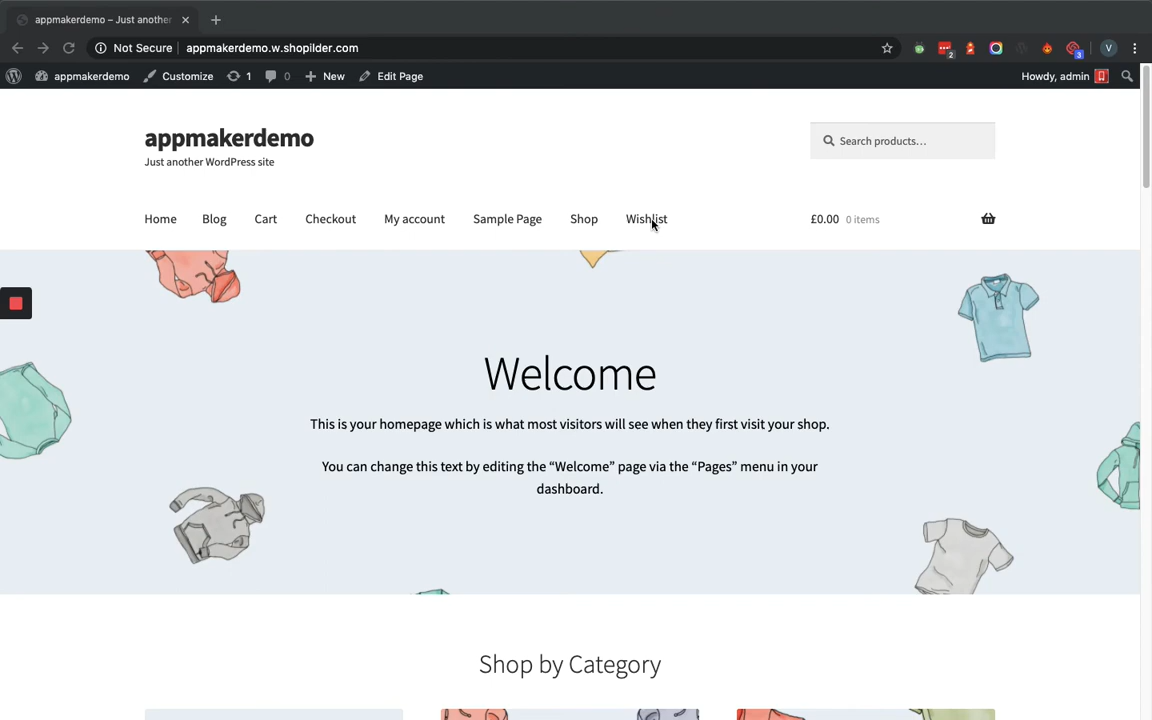 appmakerdemo – Just another
Not Secure appmakerdemo.w.shopilder.com
2
3
V
appmakerdemo Customize 1 0 New Edit Page Howdy, admin
appmakerdemo
Just another WordPress site
Search products…
Home Blog Cart Checkout My account Sample Page Shop Wishlist £0.00 0 items
Welcome
This is your homepage which is what most visitors will see when they first visit your shop.
You can change this text by editing the “Welcome” page via the “Pages” menu in your
dashboard.
Shop by Category